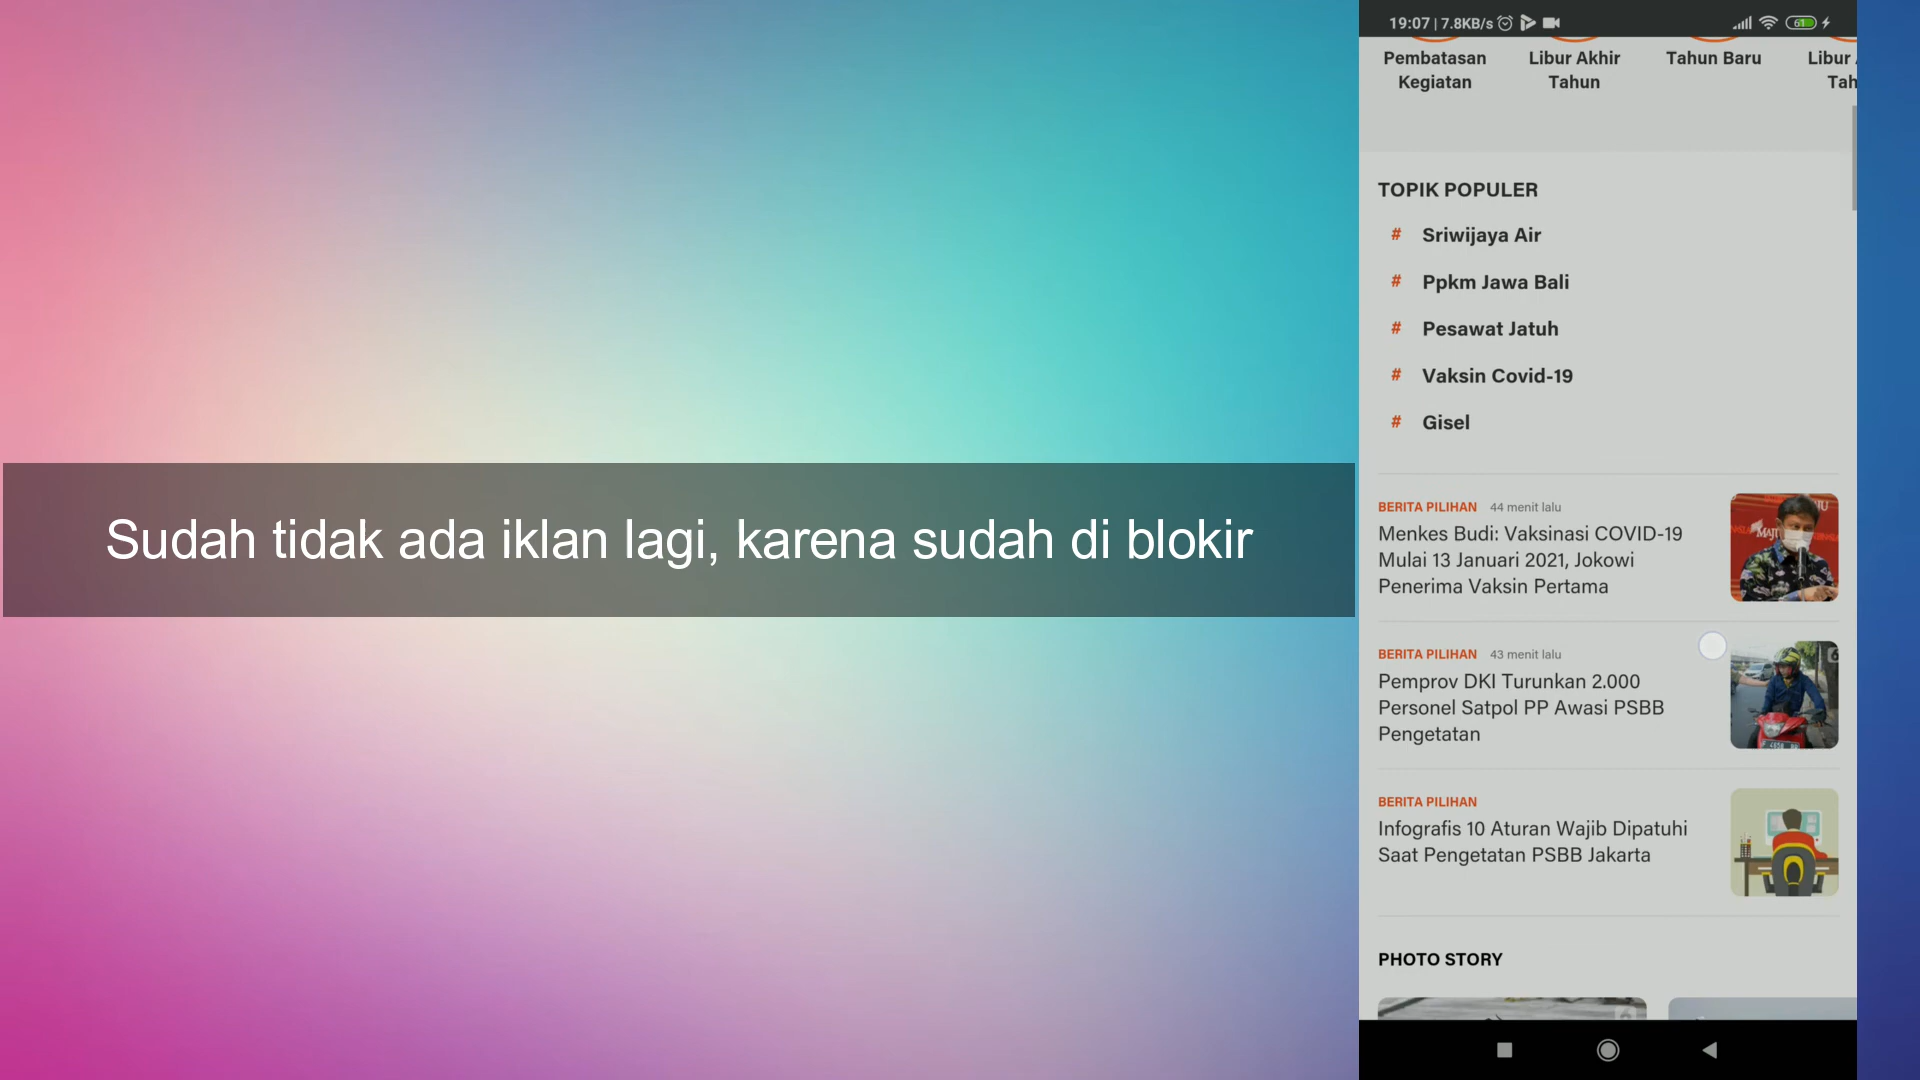 Sudah tidak ada iklan lagi, karena sudah di blokir
19:07 | 7.8KB/s
61
Pembatasan
Kegiatan
Libur Akhir
Tahun
Tahun Baru
Libur
Tah
TOPIK POPULER
# Sriwijaya Air
# Ppkm Jawa Bali
# Pesawat Jatuh
# Vaksin Covid-19
# Gisel
BERITA PILIHAN 44 menit lalu
Menkes Budi: Vaksinasi COVID-19
Mulai 13 Januari 2021, Jokowi
Penerima Vaksin Pertama
BERITA PILIHAN 43 menit lalu
Pemprov DKI Turunkan 2.000
Personel Satpol PP Awasi PSBB
Pengetatan
BERITA PILIHAN
Infografis 10 Aturan Wajib Dipatuhi
Saat Pengetatan PSBB Jakarta
PHOTO STORY